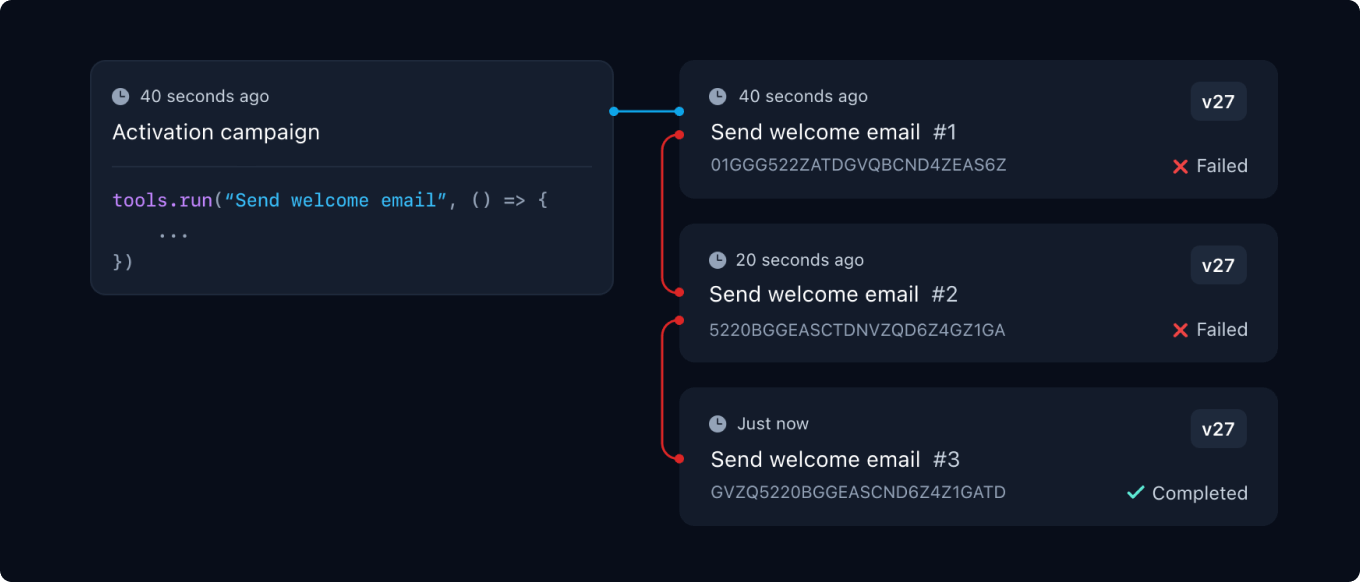 40 seconds ago
Activation campaign
tools.run(“Send welcome email”, () => {
...
})
40 seconds ago
v27
Send welcome email #1
01GGG522ZATDGVQBCND4ZEAS6Z
Failed
20 seconds ago
v27
Send welcome email #2
5220BGGEASCTDNVZQD6Z4GZ1GA
Failed
Just now
v27
Send welcome email #3
GVZQ5220BGGEASCND6Z4Z1GATD
Completed